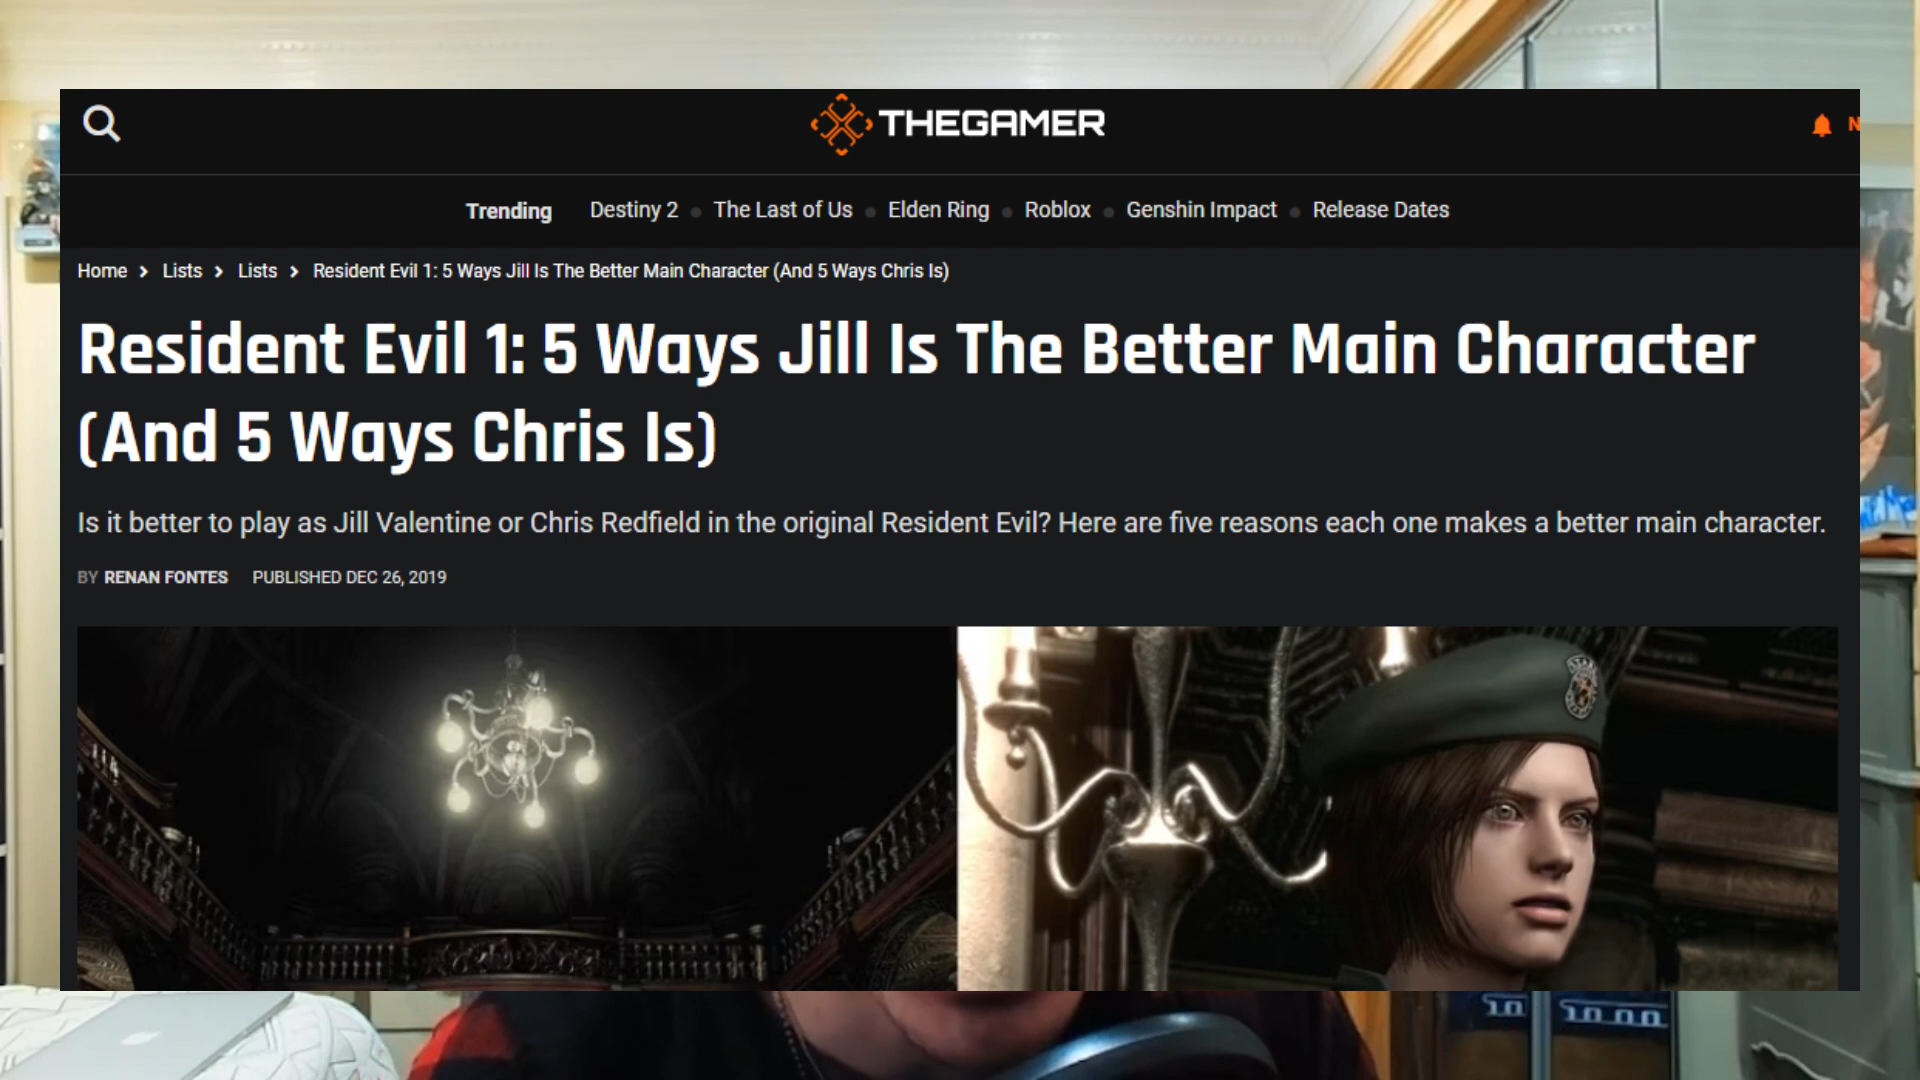 THEGAMER
N
Trending Destiny 2 The Last of Us Elden Ring Roblox Genshin Impact Release Dates
Home > Lists > Lists > Resident Evil 1: 5 Ways Jill Is The Better Main Character (And 5 Ways Chris Is)
Resident Evil 1: 5 Ways Jill Is The Better Main Character
(And 5 Ways Chris Is)
Is it better to play as Jill Valentine or Chris Redfield in the original Resident Evil? Here are five reasons each one makes a better main character.
BY RENAN FONTES PUBLISHED DEC 26, 2019